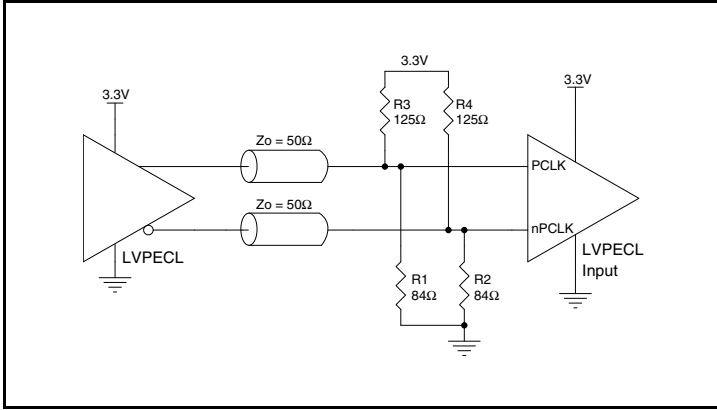 3.3V
3.3V
3.3V
R3
125Ω
R4
125Ω
Zo = 50Ω
PCLK
Zo = 50Ω
nPCLK
LVPECL
LVPECL
Input
R1
84Ω
R2
84Ω